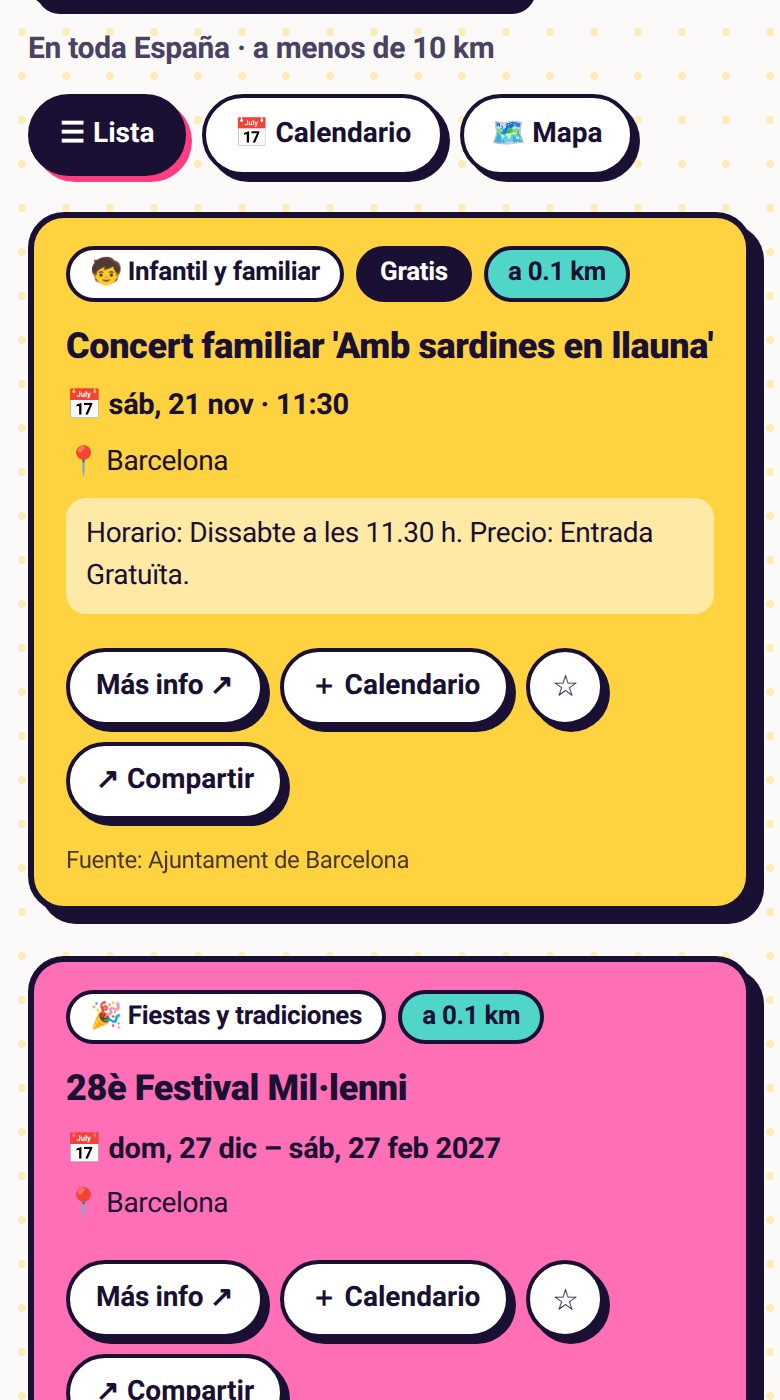 En toda España · a menos de 10 km
☰ Lista
📅 Calendario
🗺️ Mapa
🧒 Infantil y familiar
Gratis
a 0.1 km
Concert familiar 'Amb sardines en llauna'
📅 sáb, 21 nov · 11:30
📍 Barcelona
Horario: Dissabte a les 11.30 h. Precio: Entrada
Gratuïta.
Más info ↗
+ Calendario
☆
↗ Compartir
Fuente: Ajuntament de Barcelona
🎉 Fiestas y tradiciones
a 0.1 km
28è Festival Mil·lenni
📅 dom, 27 dic – sáb, 27 feb 2027
📍 Barcelona
Más info ↗
+ Calendario
☆
↗ Compartir